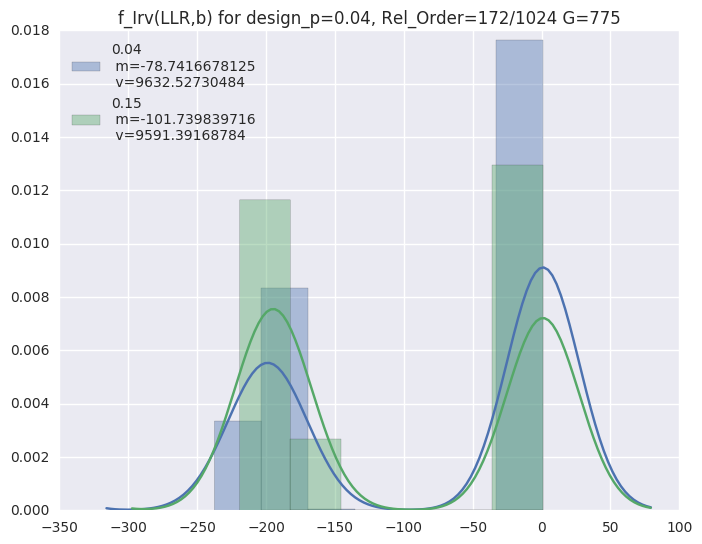 f_Irv(LLR,b) for design_p=0.04, Rel_Order=172/1024 G=775
0.04
m=-78.7416678125
v=9632.52730484
0.15
m=-101.739839716
v=9591.39168784
0.018
0.016
0.014
0.012
0.010
0.008
0.006
0.004
0.002
0.000
−350 −300 −250 −200 −150 −100 −50 0 50 100